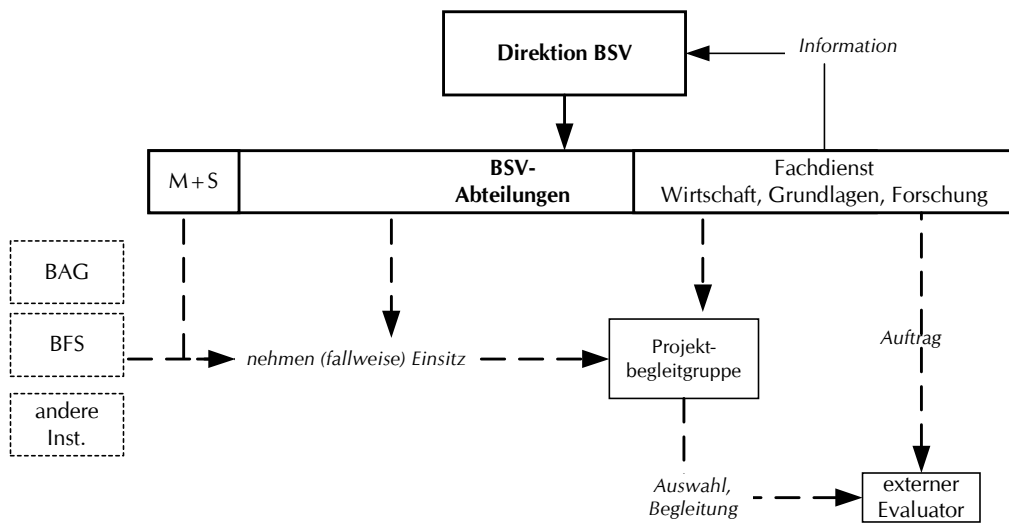 Direktion BSV
Information
M+S
BSV-
Abteilungen
Fachdienst
Wirtschaft, Grundlagen, Forschung
BAG
BFS
andere
Inst.
nehmen (fallweise) Einsitz
Projekt-
begleitgruppe
Auftrag
Auswahl,
Begleitung
externer
Evaluator